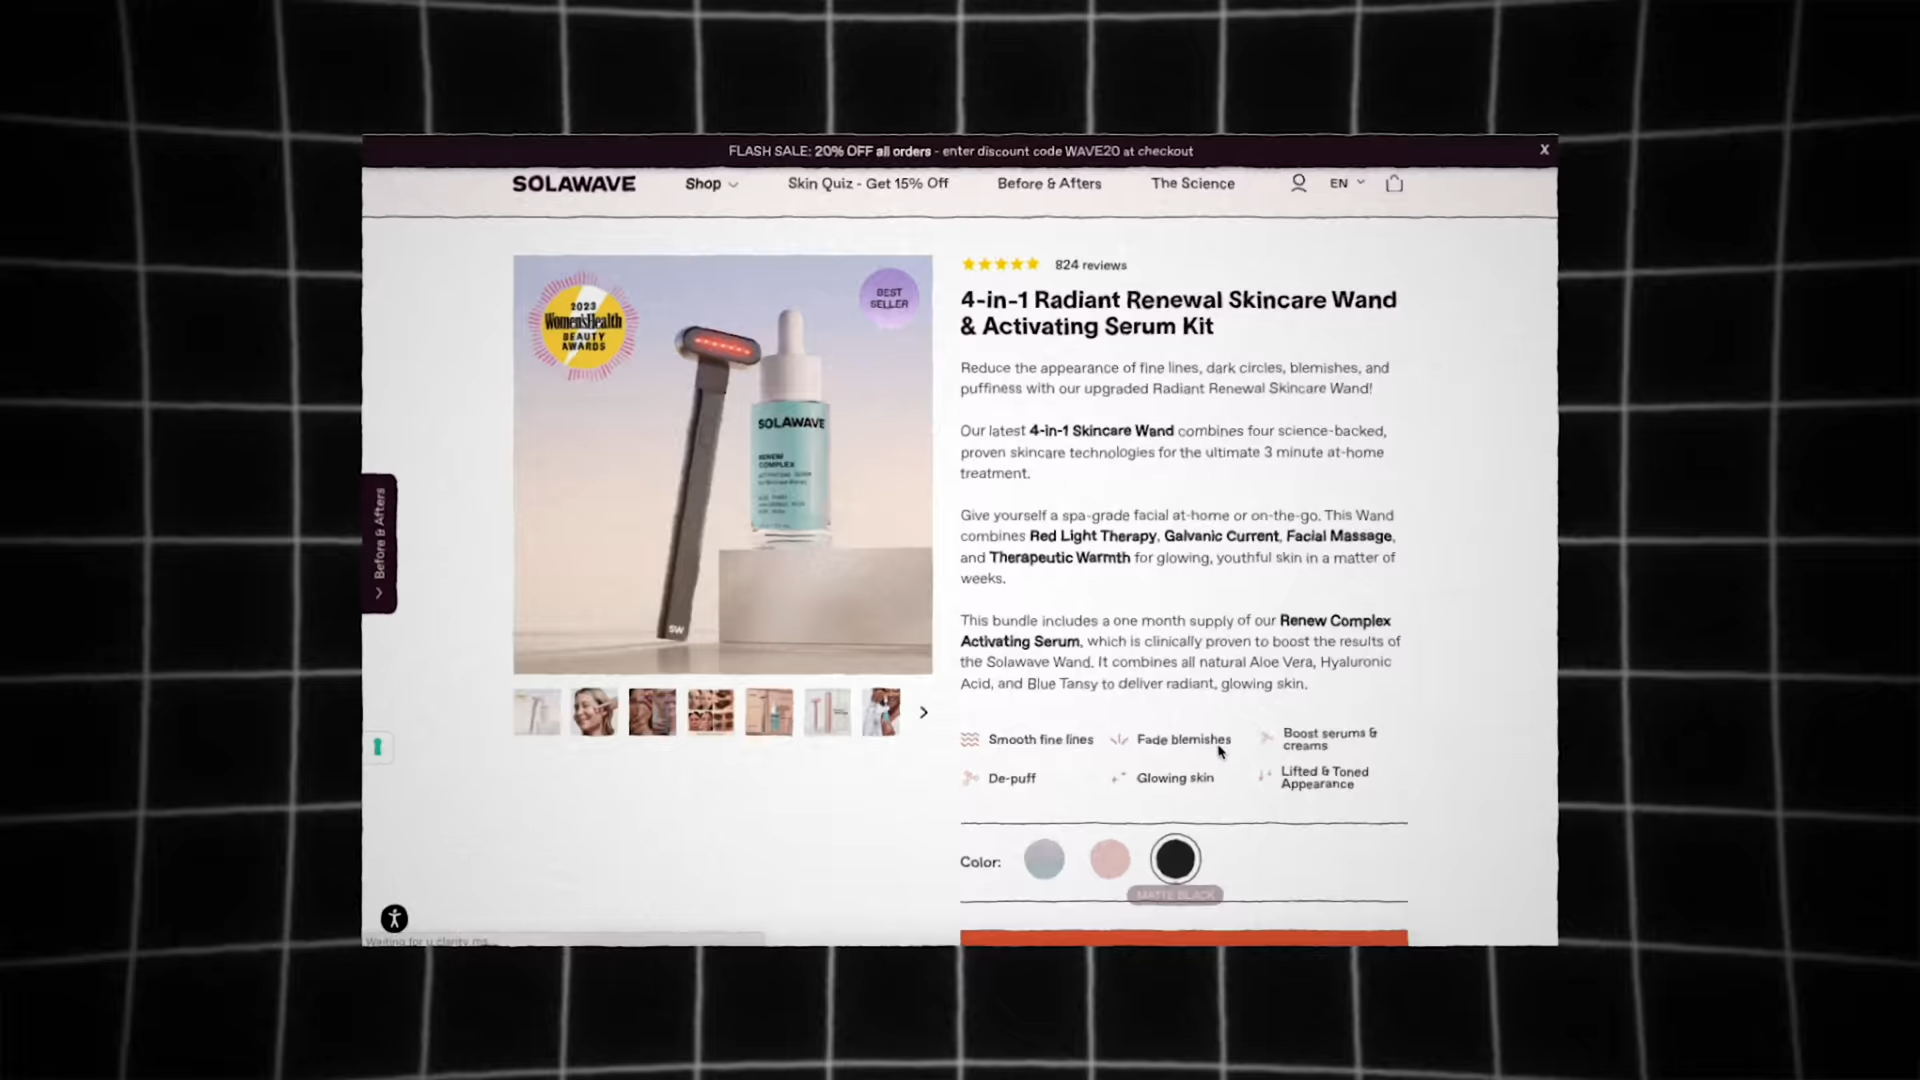 FLASH SALE: 20% OFF all orders - enter discount code WAVE20 at checkout
X
SOLAWAVE
Shop
Skin Quiz - Get 15% Off
Before & Afters
The Science
EN
2023
Women'sHealth
BEAUTY
AWARDS
BEST
SELLER
SOLAWAVE
RENEW
COMPLEX
SW
824 reviews
4-in-1 Radiant Renewal Skincare Wand
& Activating Serum Kit
Reduce the appearance of fine lines, dark circles, blemishes, and
puffiness with our upgraded Radiant Renewal Skincare Wand!
Our latest 4-in-1 Skincare Wand combines four science-backed,
proven skincare technologies for the ultimate 3 minute at-home
treatment.
Give yourself a spa-grade facial at-home or on-the-go. This Wand
combines Red Light Therapy, Galvanic Current, Facial Massage,
and Therapeutic Warmth for glowing, youthful skin in a matter of
weeks.
This bundle includes a one month supply of our Renew Complex
Activating Serum, which is clinically proven to boost the results of
the Solawave Wand. It combines all natural Aloe Vera, Hyaluronic
Acid, and Blue Tansy to deliver radiant, glowing skin.
Smooth fine lines
Fade blemishes
Boost serums &
creams
De-puff
Glowing skin
Lifted & Toned
Appearance
Color:
MATTE BLACK
Before & Afters
Waiting for u.clarity.ms...